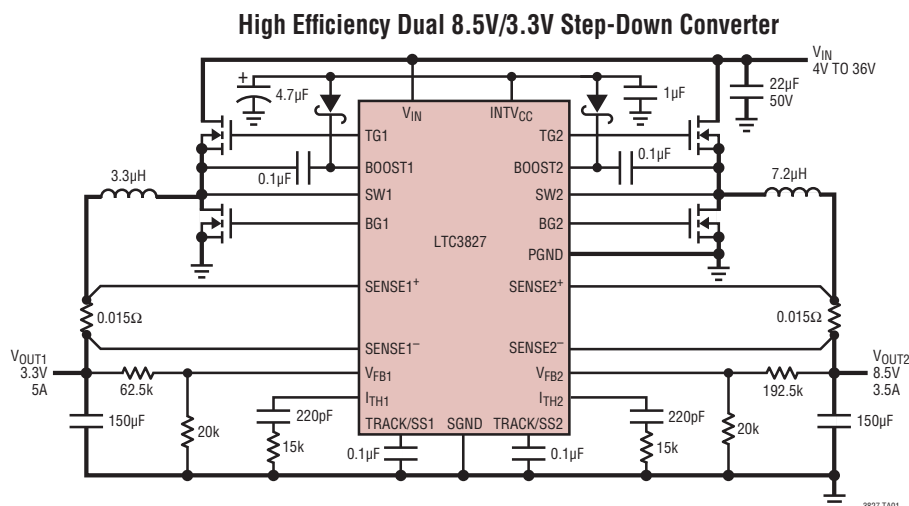 High Efficiency Dual 8.5V/3.3V Step-Down Converter
VIN
4V TO 36V
+
4.7µF
1µF
22µF
50V
VIN
INTVCC
TG1
TG2
0.1µF
BOOST1
BOOST2
0.1µF
3.3µH
7.2µH
SW1
SW2
BG1
BG2
LTC3827
PGND
SENSE1+
SENSE2+
0.015Ω
0.015Ω
SENSE1–
SENSE2–
VOUT1
3.3V
5A
VOUT2
8.5V
3.5A
62.5k
VFB1
VFB2
192.5k
ITH1
ITH2
150µF
20k
220pF
15k
TRACK/SS1
SGND
TRACK/SS2
220pF
15k
20k
150µF
0.1µF
0.1µF
3827 TA01